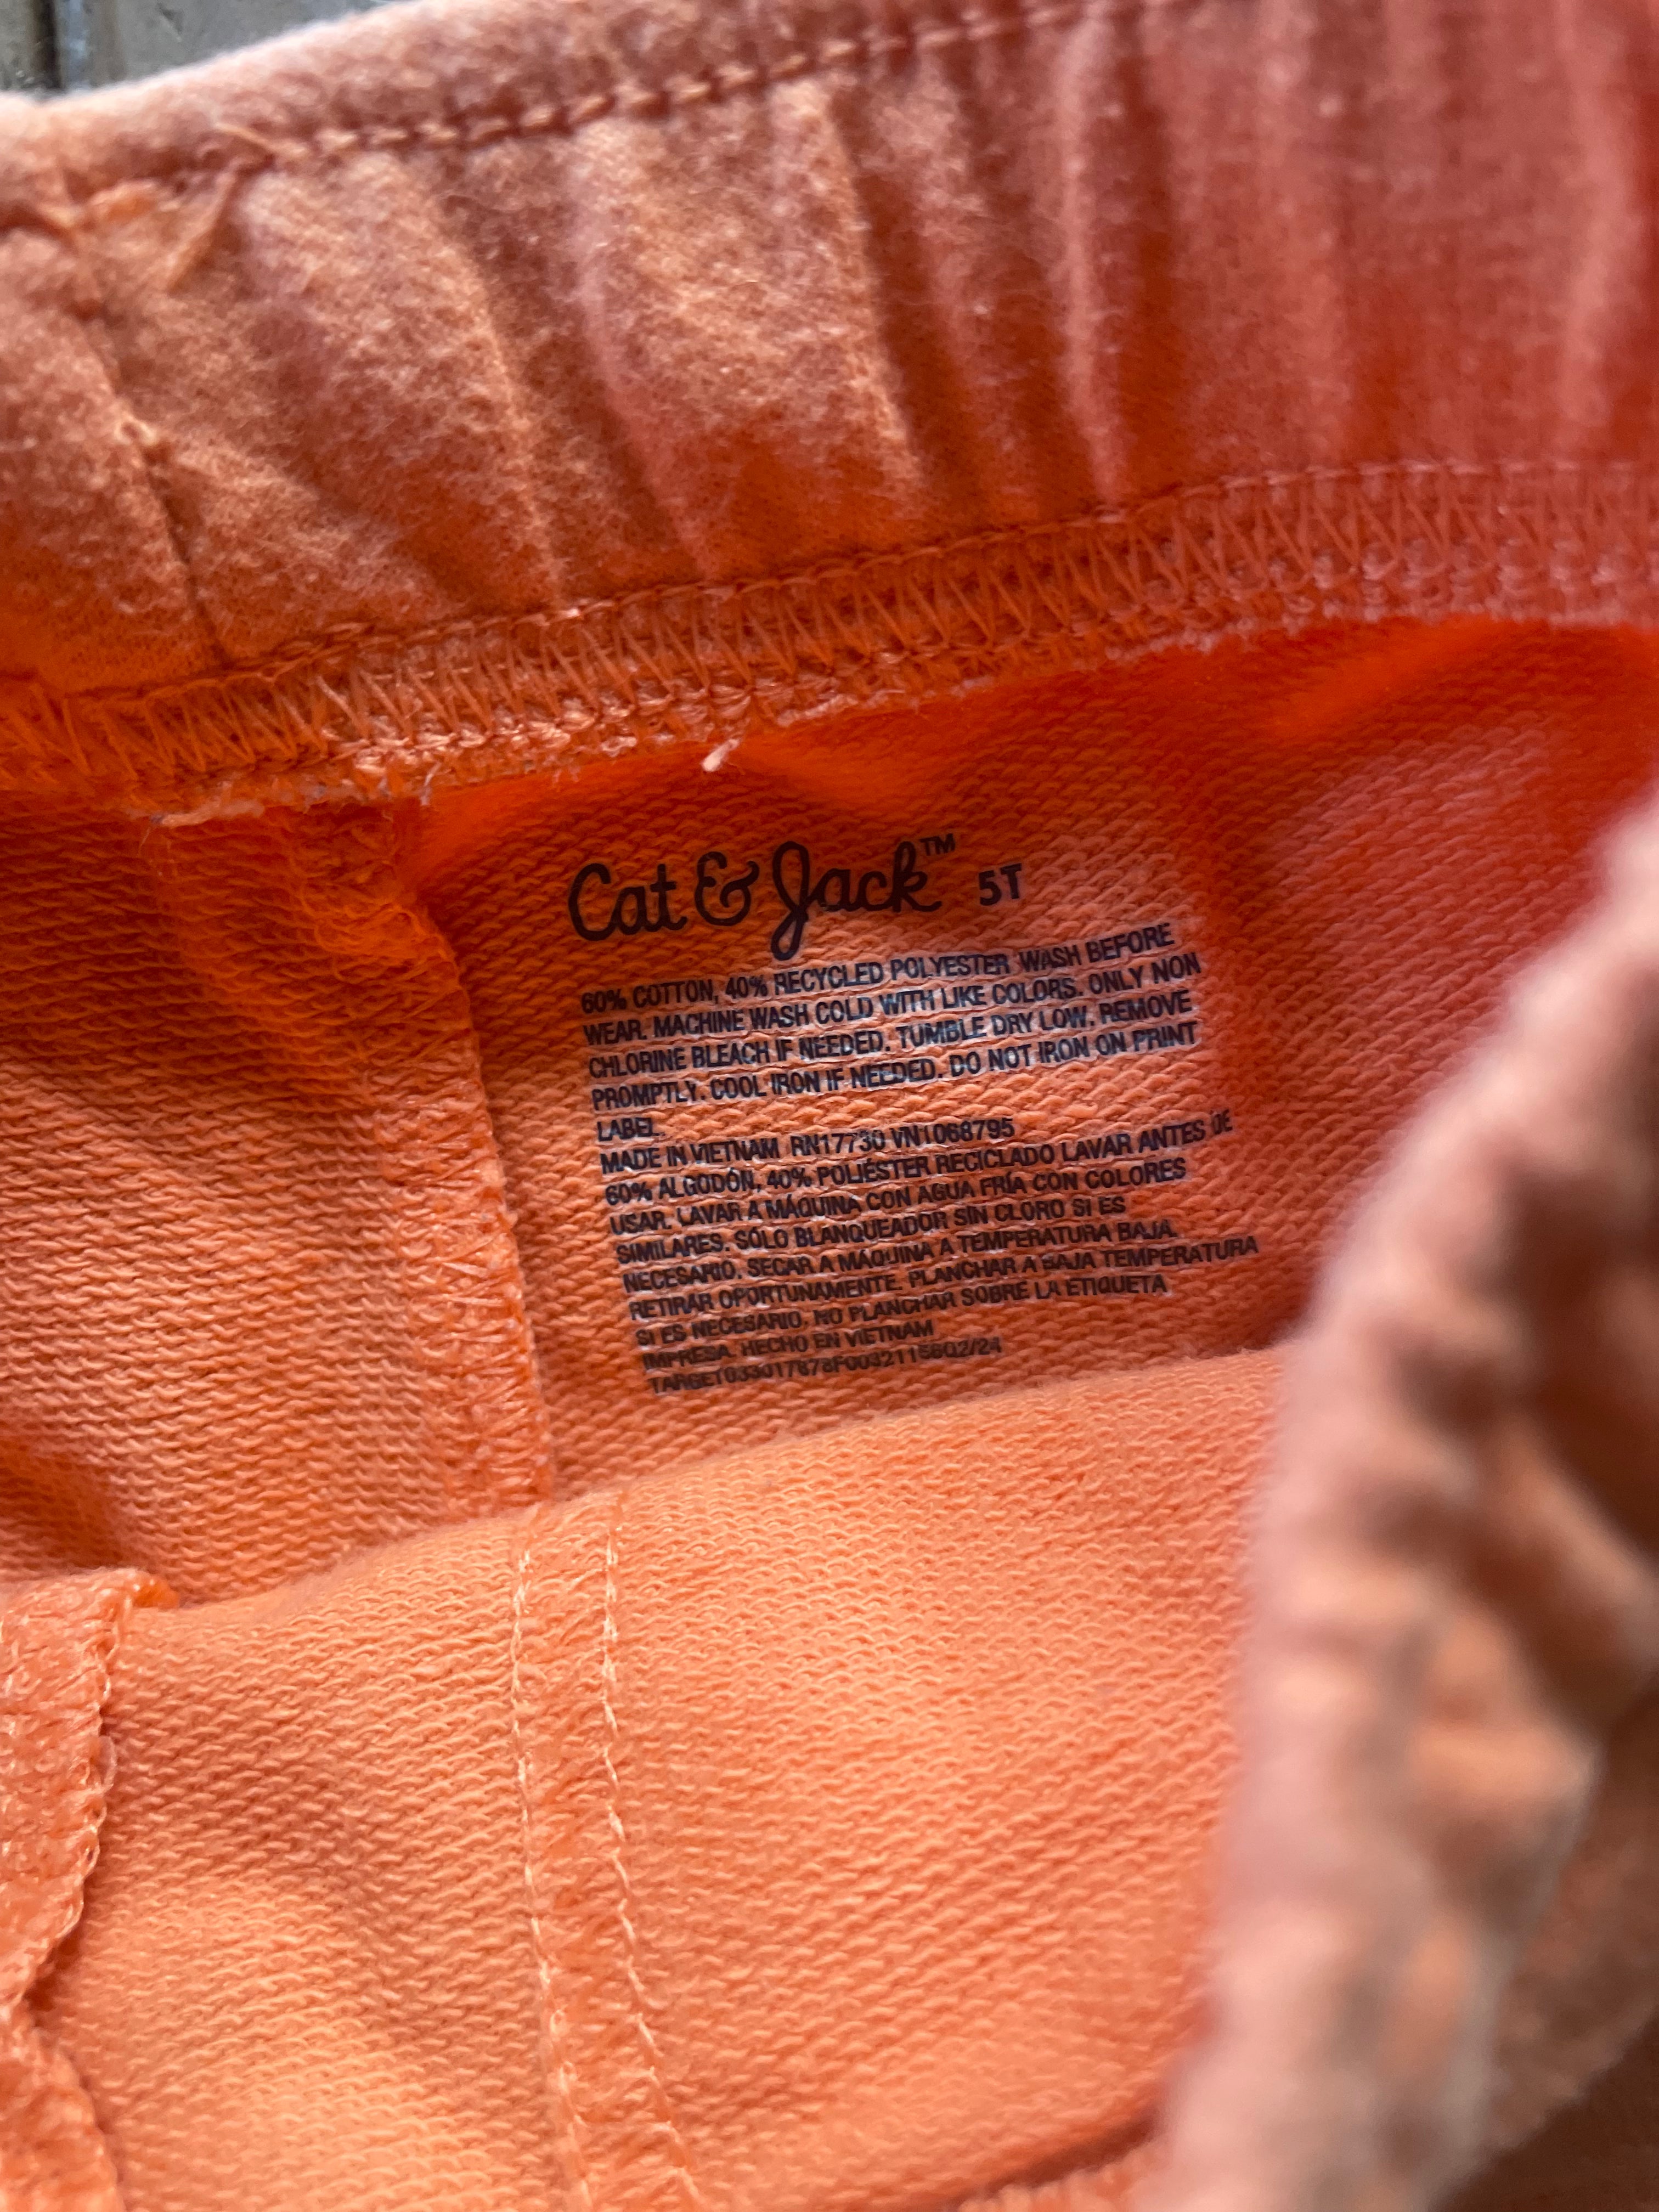 Cat & Jack™ 5T
60% COTTON, 40% RECYCLED POLYESTER WASH BEFORE
WEAR. MACHINE WASH COLD WITH LIKE COLORS. ONLY NON
CHLORINE BLEACH IF NEEDED. TUMBLE DRY LOW. REMOVE
PROMPTLY. COOL IRON IF NEEDED. DO NOT IRON ON PRINT
LABEL.
MADE IN VIETNAM RN17730 VN1068795
60% ALGODÓN, 40% POLIÉSTER RECICLADO LAVAR ANTES DE
USAR. LAVAR A MÁQUINA CON AGUA FRÍA CON COLORES
SIMILARES. SÓLO BLANQUEADOR SIN CLORO SI ES
NECESARIO. SECAR A MÁQUINA A TEMPERATURA BAJA.
RETIRAR OPORTUNAMENTE. PLANCHAR A BAJA TEMPERATURA
SI ES NECESARIO. NO PLANCHAR SOBRE LA ETIQUETA
IMPRESA. HECHO EN VIETNAM